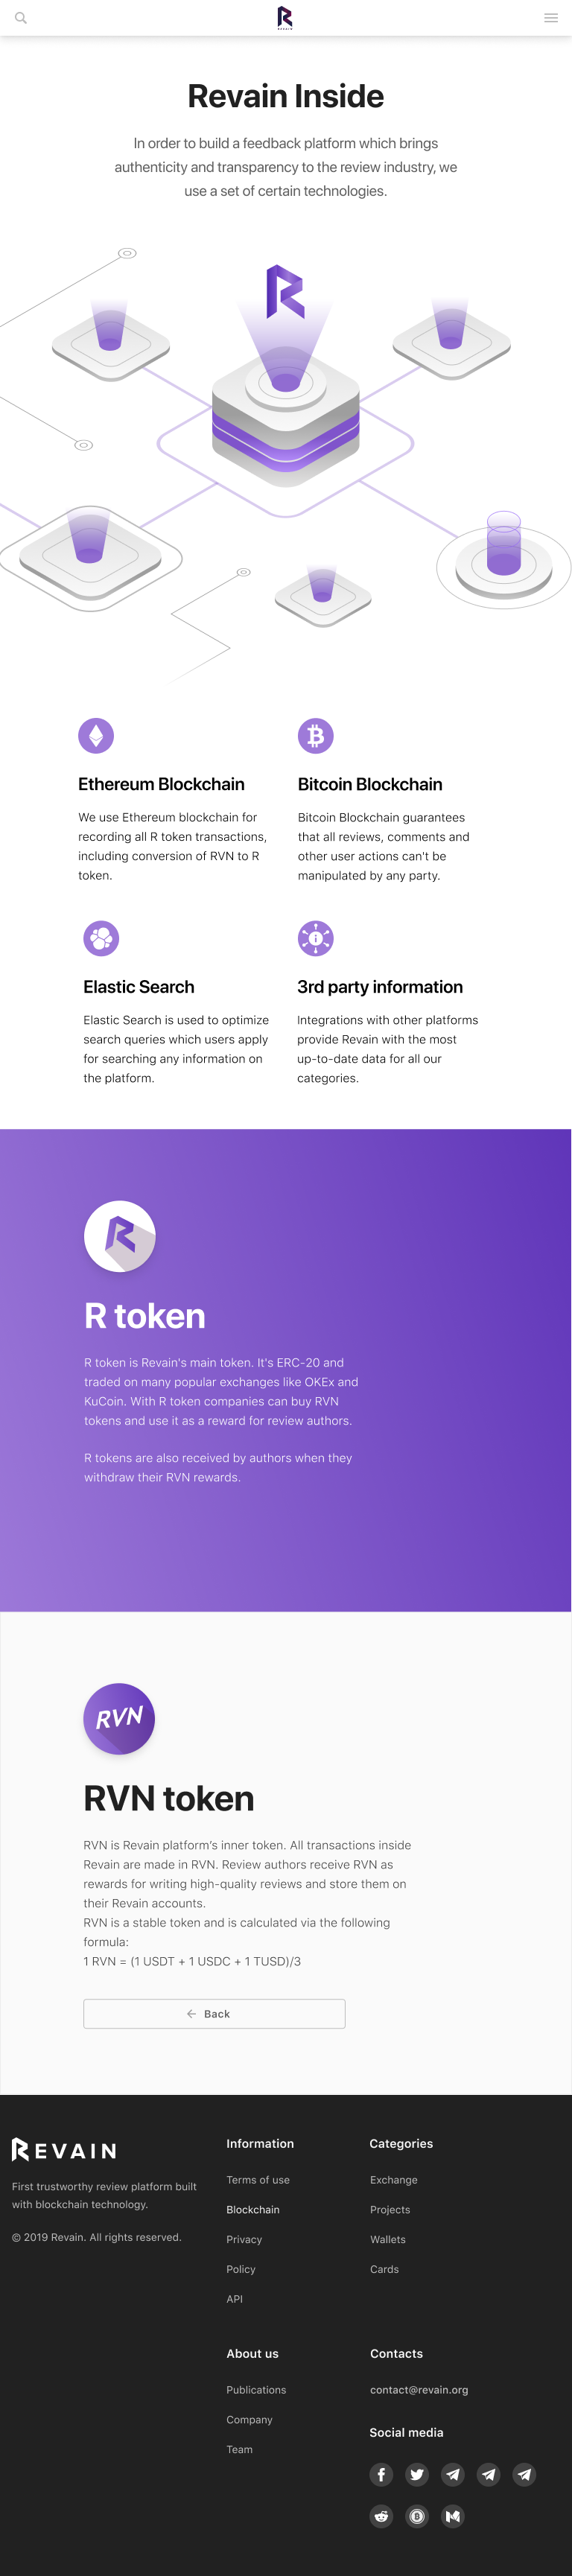 REVAIN
Revain Inside
In order to build a feedback platform which brings
authenticity and transparency to the review industry, we
use a set of certain technologies.
Ethereum Blockchain
We use Ethereum blockchain for
recording all R token transactions,
including conversion of RVN to R
token.
Bitcoin Blockchain
Bitcoin Blockchain guarantees
that all reviews, comments and
other user actions can't be
manipulated by any party.
Elastic Search
Elastic Search is used to optimize
search queries which users apply
for searching any information on
the platform.
3rd party information
Integrations with other platforms
provide Revain with the most
up-to-date data for all our
categories.
R token
R token is Revain's main token. It's ERC-20 and
traded on many popular exchanges like OKEx and
KuCoin. With R token companies can buy RVN
tokens and use it as a reward for review authors.
R tokens are also received by authors when they
withdraw their RVN rewards.
RVN
RVN token
RVN is Revain platform’s inner token. All transactions inside
Revain are made in RVN. Review authors receive RVN as
rewards for writing high-quality reviews and store them on
their Revain accounts.
RVN is a stable token and is calculated via the following
formula:
1 RVN = (1 USDT + 1 USDC + 1 TUSD)/3
Back
REVAIN
First trustworthy review platform built
with blockchain technology.
© 2019 Revain. All rights reserved.
Information
Terms of use
Blockchain
Privacy
Policy
API
Categories
Exchange
Projects
Wallets
Cards
About us
Publications
Company
Team
Contacts
contact@revain.org
Social media